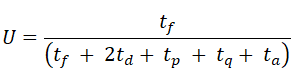 U = t_f / (t_f + 2t_d + t_p + t_q + t_a)